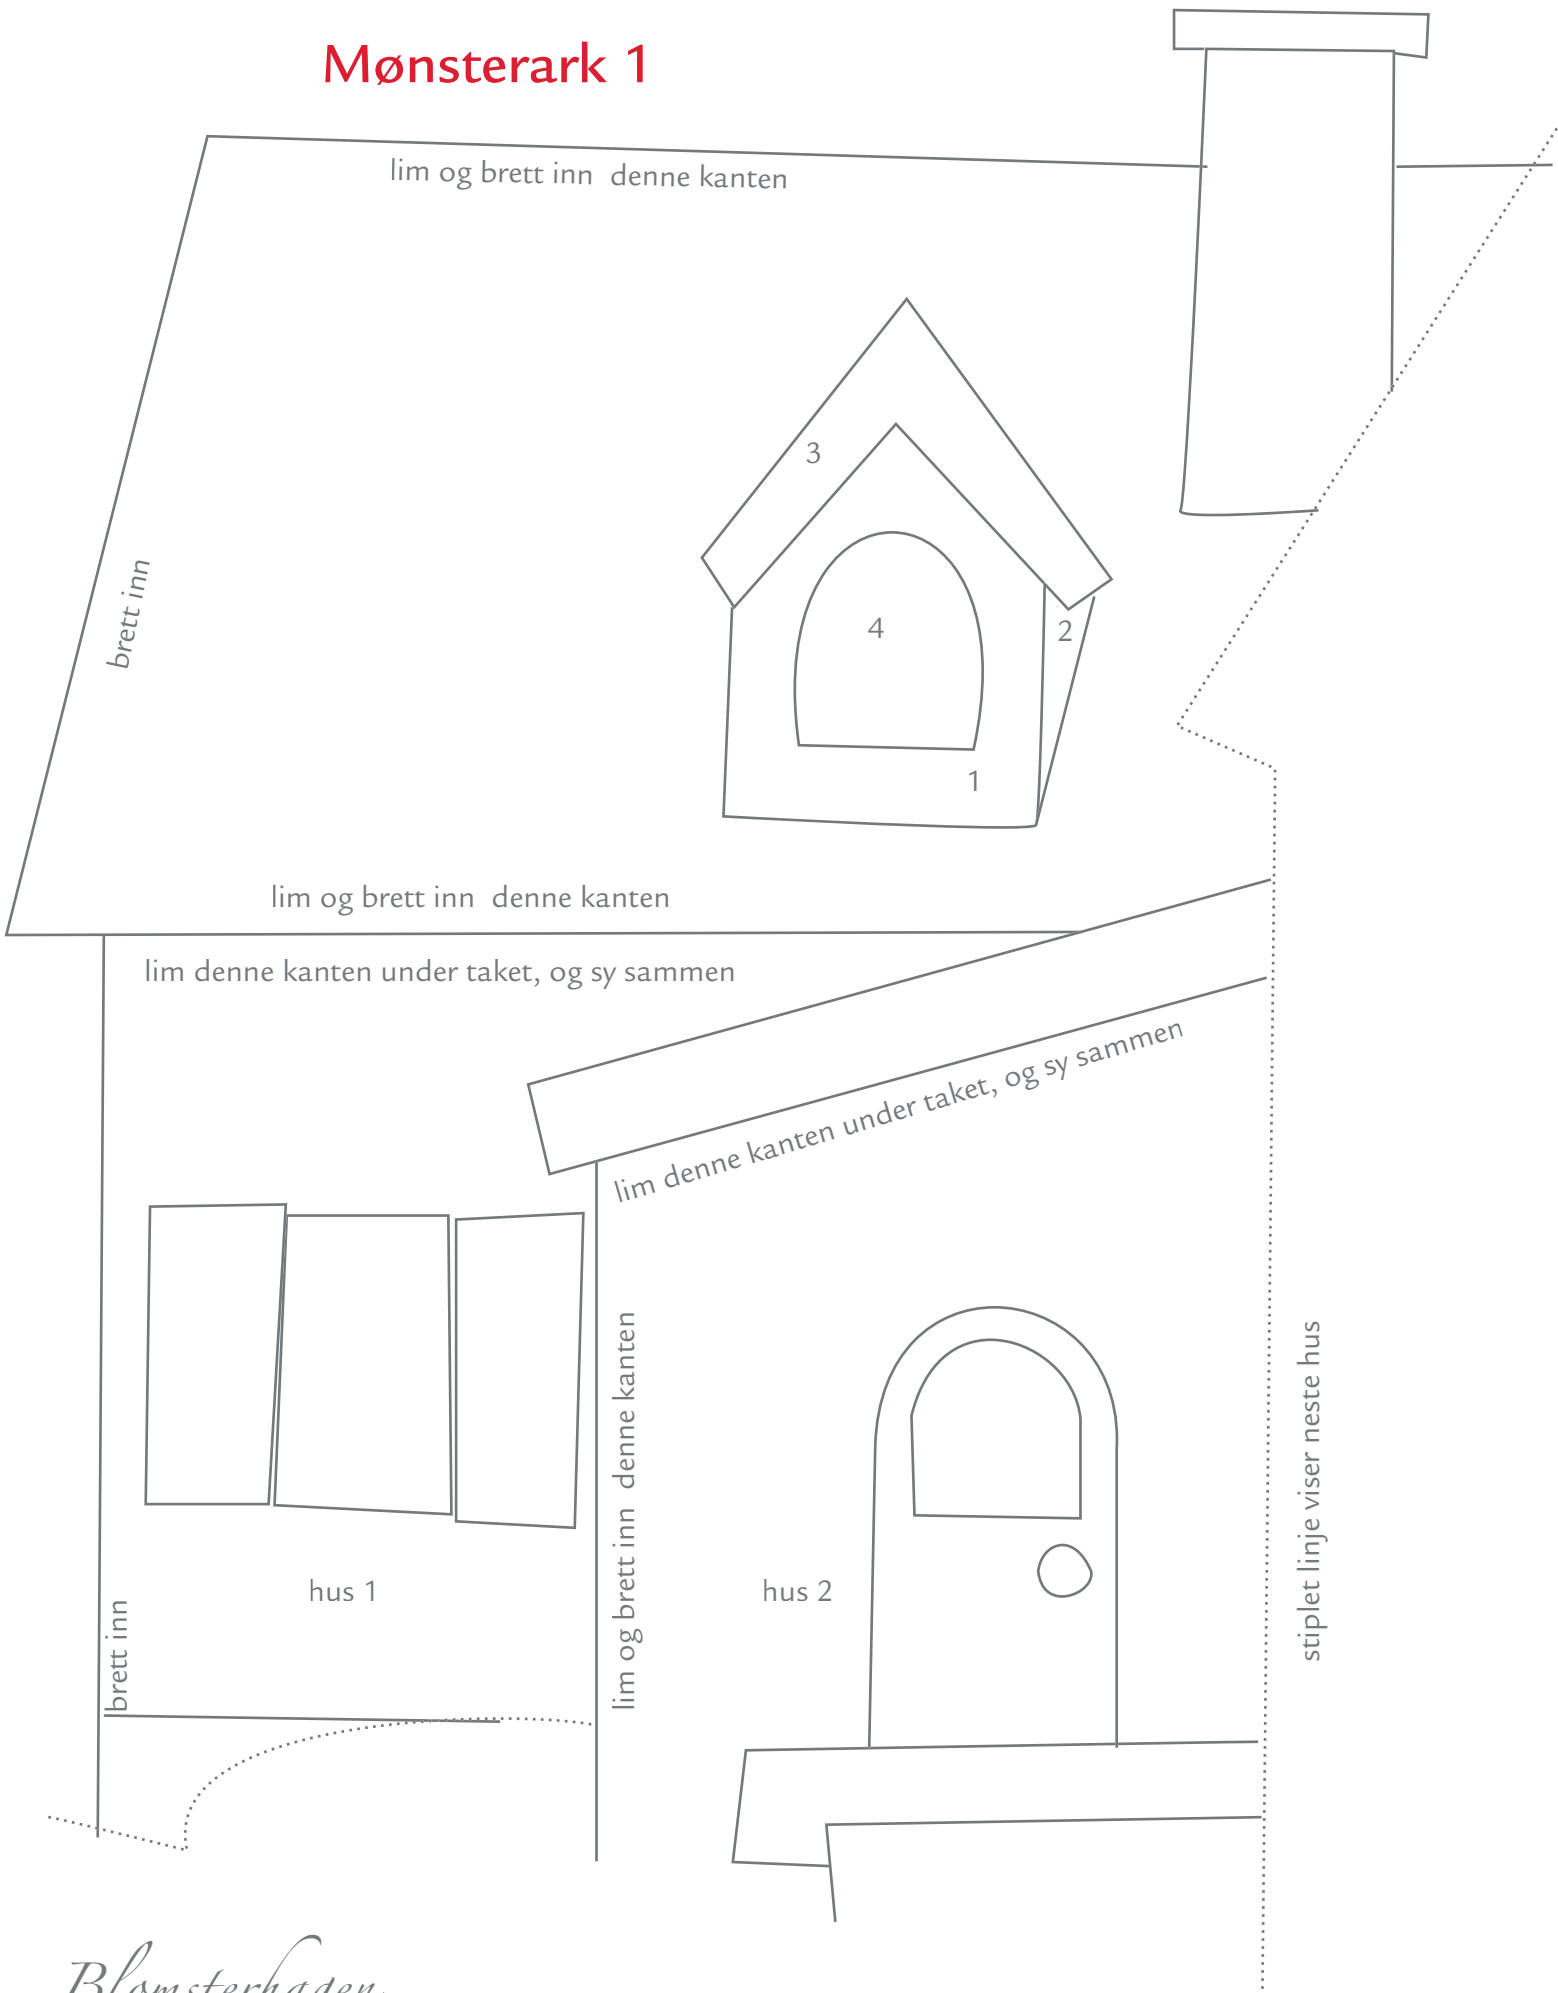 Mønsterark 1
lim og brett inn denne kanten
3
brett inn
4
2
1
lim og brett inn denne kanten
lim denne kanten under taket, og sy sammen
lim denne kanten under taket, og sy sammen
lim og brett inn denne kanten
stiplet linje viser neste hus
hus 1
hus 2
brett inn
Blomsterhagen